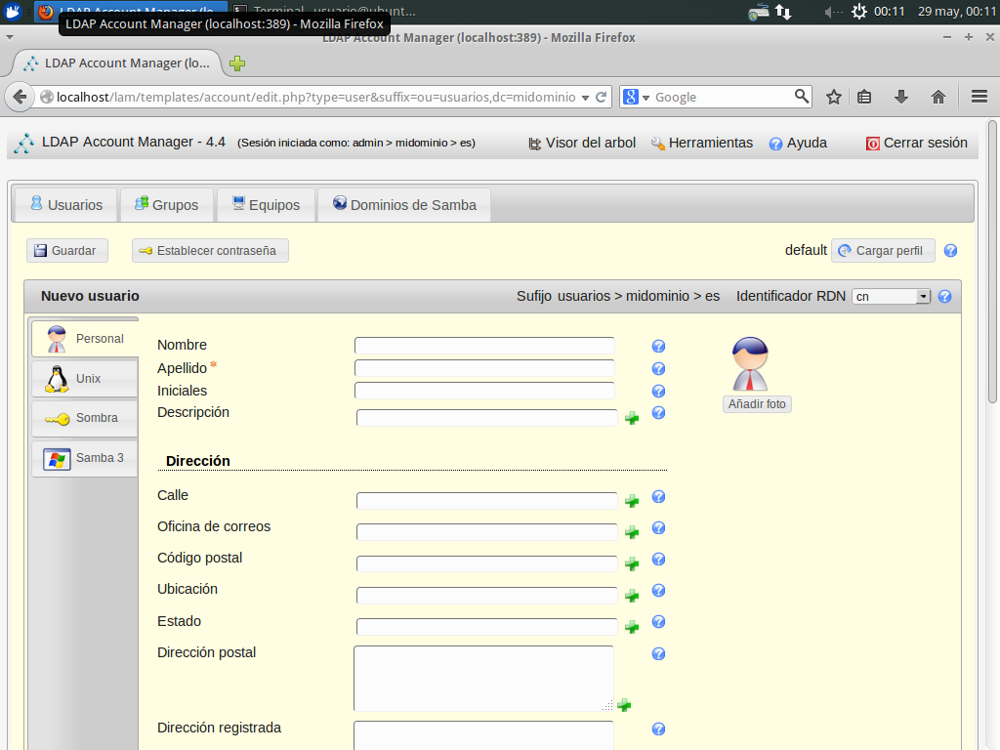 LDAP Account Manager (localhost:389) - Mozilla Firefox
00:11
29 may, 00:11
LDAP Account Manager (localhost:389) - Mozilla Firefox
LDAP Account Manager (lo...
localhost/lam/templates/account/edit.php?type=user&suffix=ou=usuarios,dc=midominio
Google
LDAP Account Manager - 4.4 (Sesión iniciada como: admin > midominio > es)
Visor del arbol
Herramientas
Ayuda
Cerrar sesión
Usuarios
Grupos
Equipos
Dominios de Samba
Guardar
Establecer contraseña
default
Cargar perfil
Nuevo usuario
Sufijo usuarios > midominio > es
Identificador RDN
cn
Personal
Unix
Sombra
Samba 3
Nombre
Apellido*
Iniciales
Descripción
Añadir foto
Dirección
Calle
Oficina de correos
Código postal
Ubicación
Estado
Dirección postal
Dirección registrada